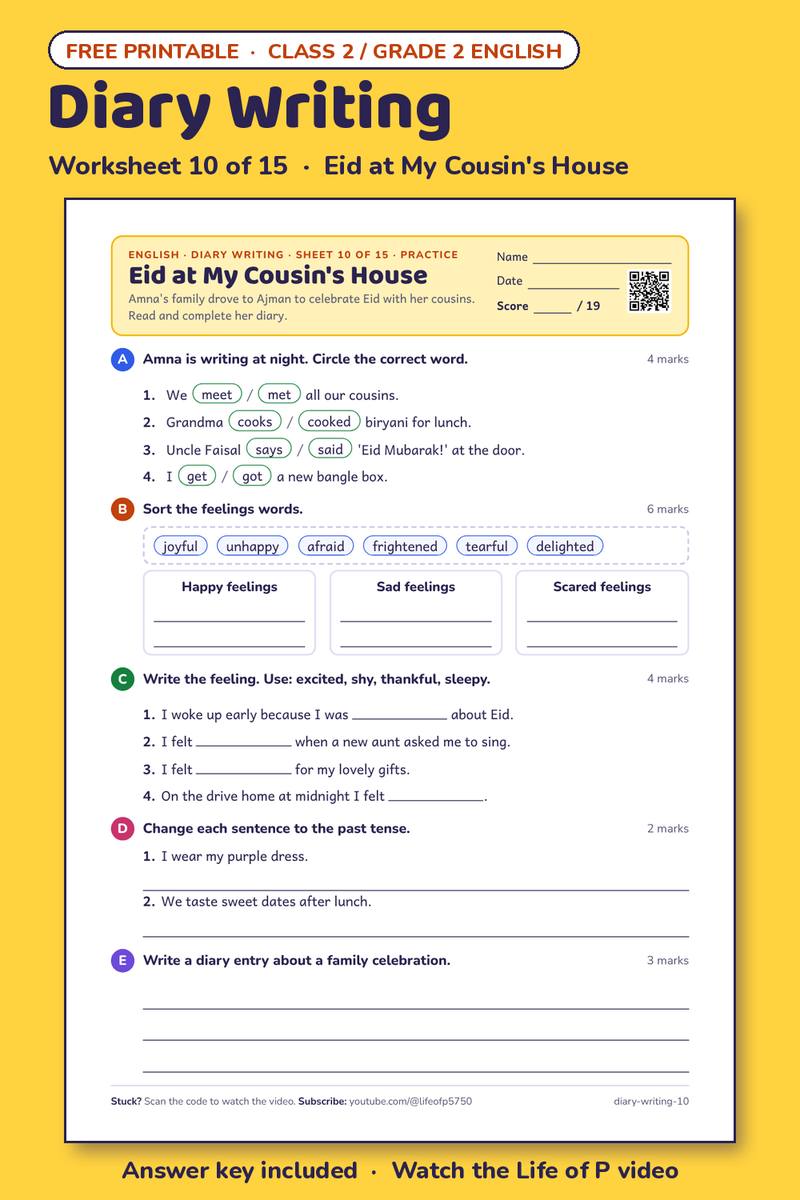 FREE PRINTABLE · CLASS 2 / GRADE 2 ENGLISH
Diary Writing
Worksheet 10 of 15 · Eid at My Cousin's House
ENGLISH · DIARY WRITING · SHEET 10 OF 15 · PRACTICE
Eid at My Cousin's House
Amna's family drove to Ajman to celebrate Eid with her cousins.
Read and complete her diary.
Name ____________
Date ____________
Score _____ / 19
A Amna is writing at night. Circle the correct word. 4 marks
1. We meet / met all our cousins.
2. Grandma cooks / cooked biryani for lunch.
3. Uncle Faisal says / said 'Eid Mubarak!' at the door.
4. I get / got a new bangle box.
B Sort the feelings words. 6 marks
joyful unhappy afraid frightened tearful delighted
Happy feelings Sad feelings Scared feelings
C Write the feeling. Use: excited, shy, thankful, sleepy. 4 marks
1. I woke up early because I was ____________ about Eid.
2. I felt ____________ when a new aunt asked me to sing.
3. I felt ____________ for my lovely gifts.
4. On the drive home at midnight I felt ____________.
D Change each sentence to the past tense. 2 marks
1. I wear my purple dress.
2. We taste sweet dates after lunch.
E Write a diary entry about a family celebration. 3 marks
Stuck? Scan the code to watch the video. Subscribe: youtube.com/@lifeofp5750 diary-writing-10
Answer key included · Watch the Life of P video